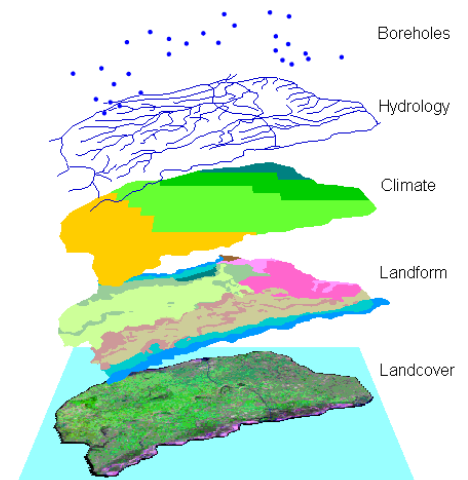 Boreholes
Hydrology
Climate
Landform
Landcover